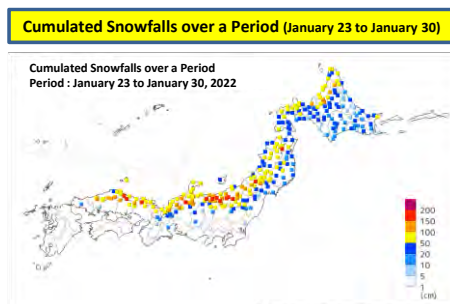 Cumulated Snowfalls over a Period (January 23 to January 30)
Cumulated Snowfalls over a Period
Period : January 23 to January 30, 2022
200
150
100
50
20
10
5
1
(cm)